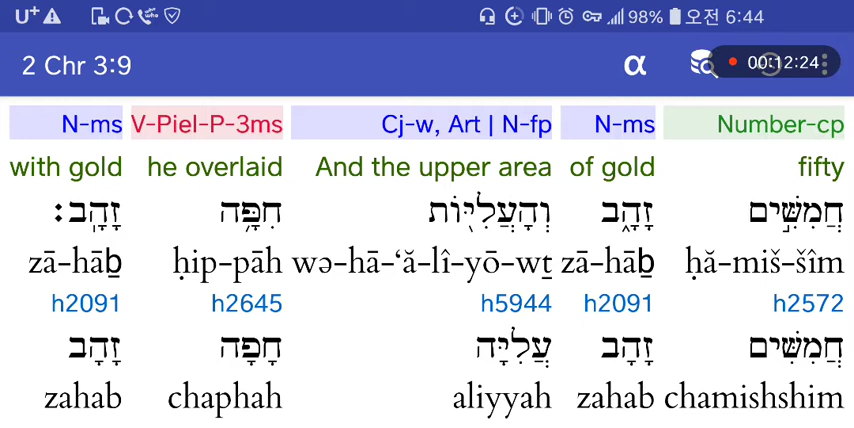 U+ 98% 오전 6:44
2 Chr 3:9 α 00:12:24
N-ms V-Piel-P-3ms Cj-w, Art | N-fp N-ms Number-cp
with gold he overlaid And the upper area of gold fifty
זָהָֽב׃ חִפָּ֥ה וְהָעֲלִיּ֖וֹת זָהָ֑ב חֲמִשִּׁ֣ים
zā-hāḇ ḥip-pāh wə-hā-‘ă-lî-yō-wṯ zā-hāḇ ḥă-miš-šîm
h2091 h2645 h5944 h2091 h2572
זָהָב חָפָה עֲלִיָּה זָהָב חֲמִשִּׁים
zahab chaphah aliyyah zahab chamishshim